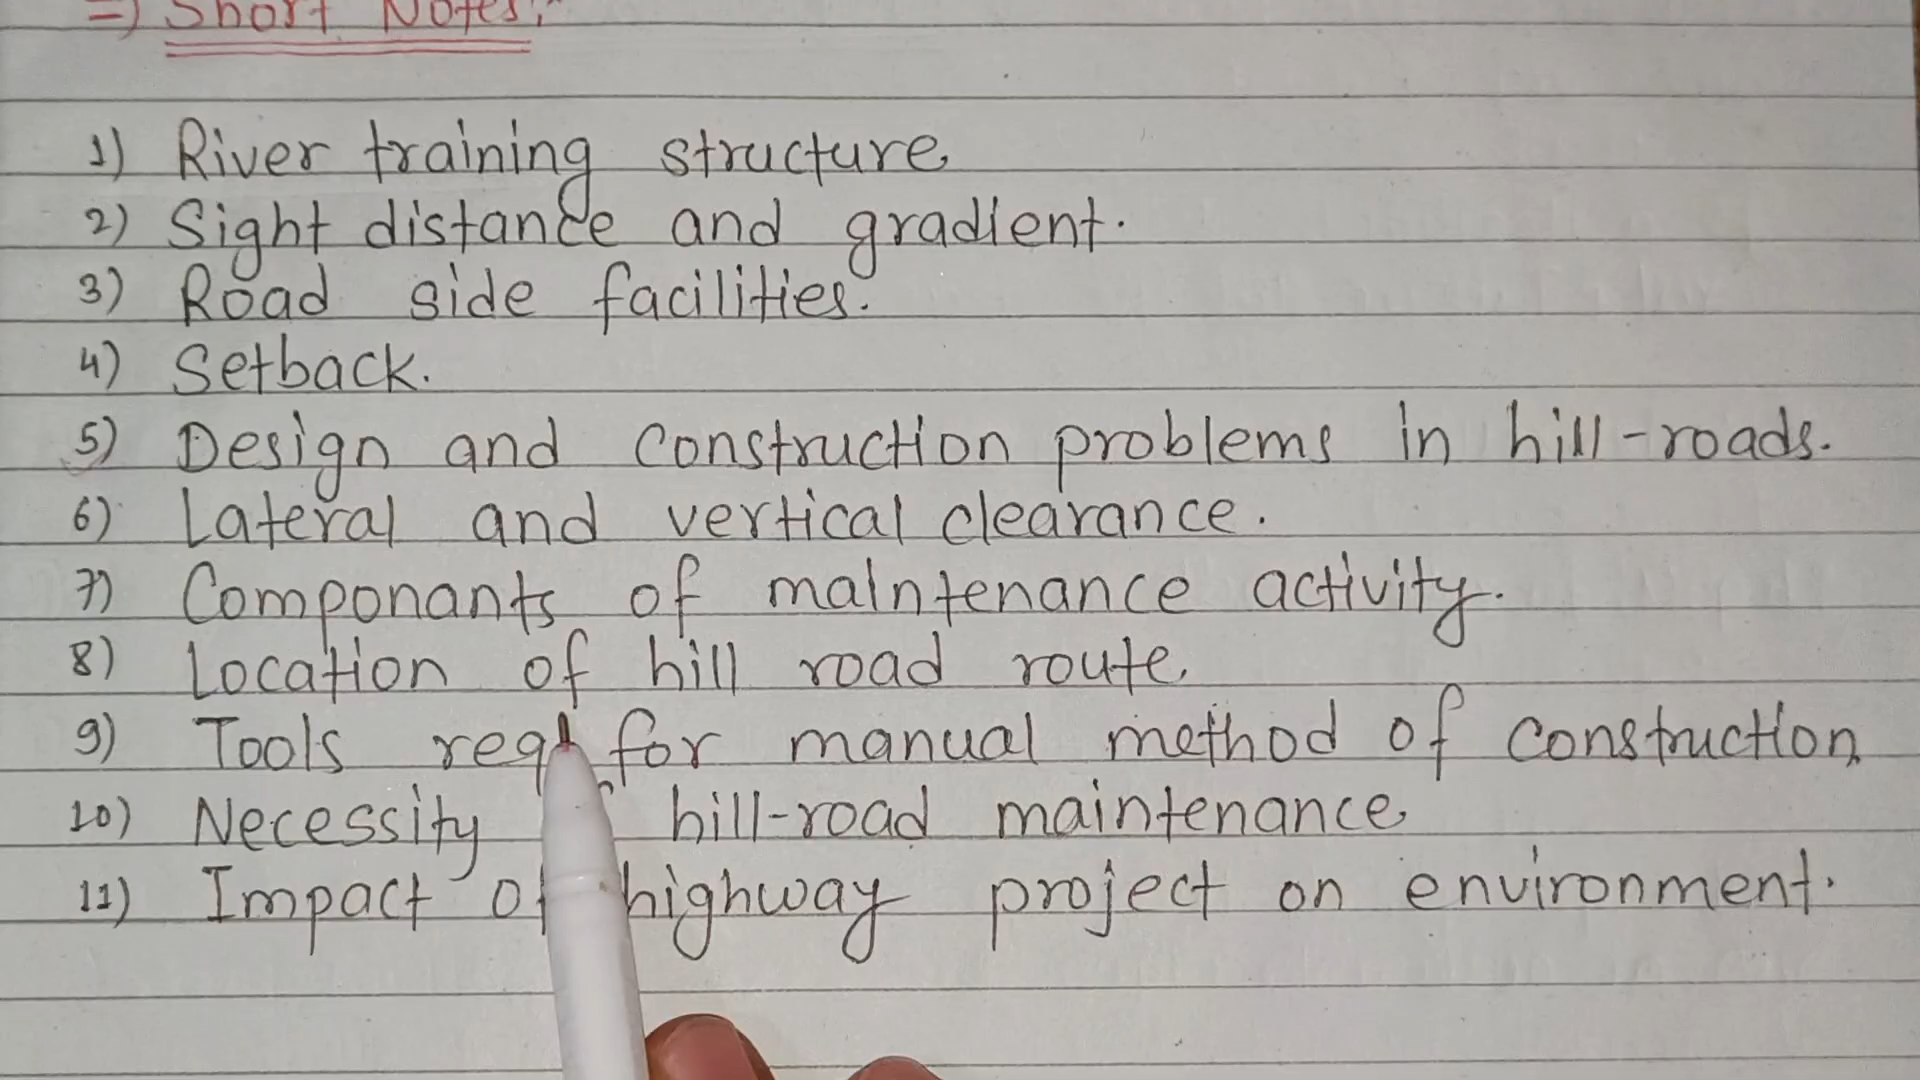 =) Short Notes:-
1) River training structure
2) Sight distance and gradient.
3) Road side facilities.
4) Setback.
5) Design and construction problems in hill-roads.
6) Lateral and vertical clearance.
7) Componants of maintenance activity.
8) Location of hill road route
9) Tools for manual method of construction
10) Necessity hill-road maintenance
11) Impact highway project on environment.